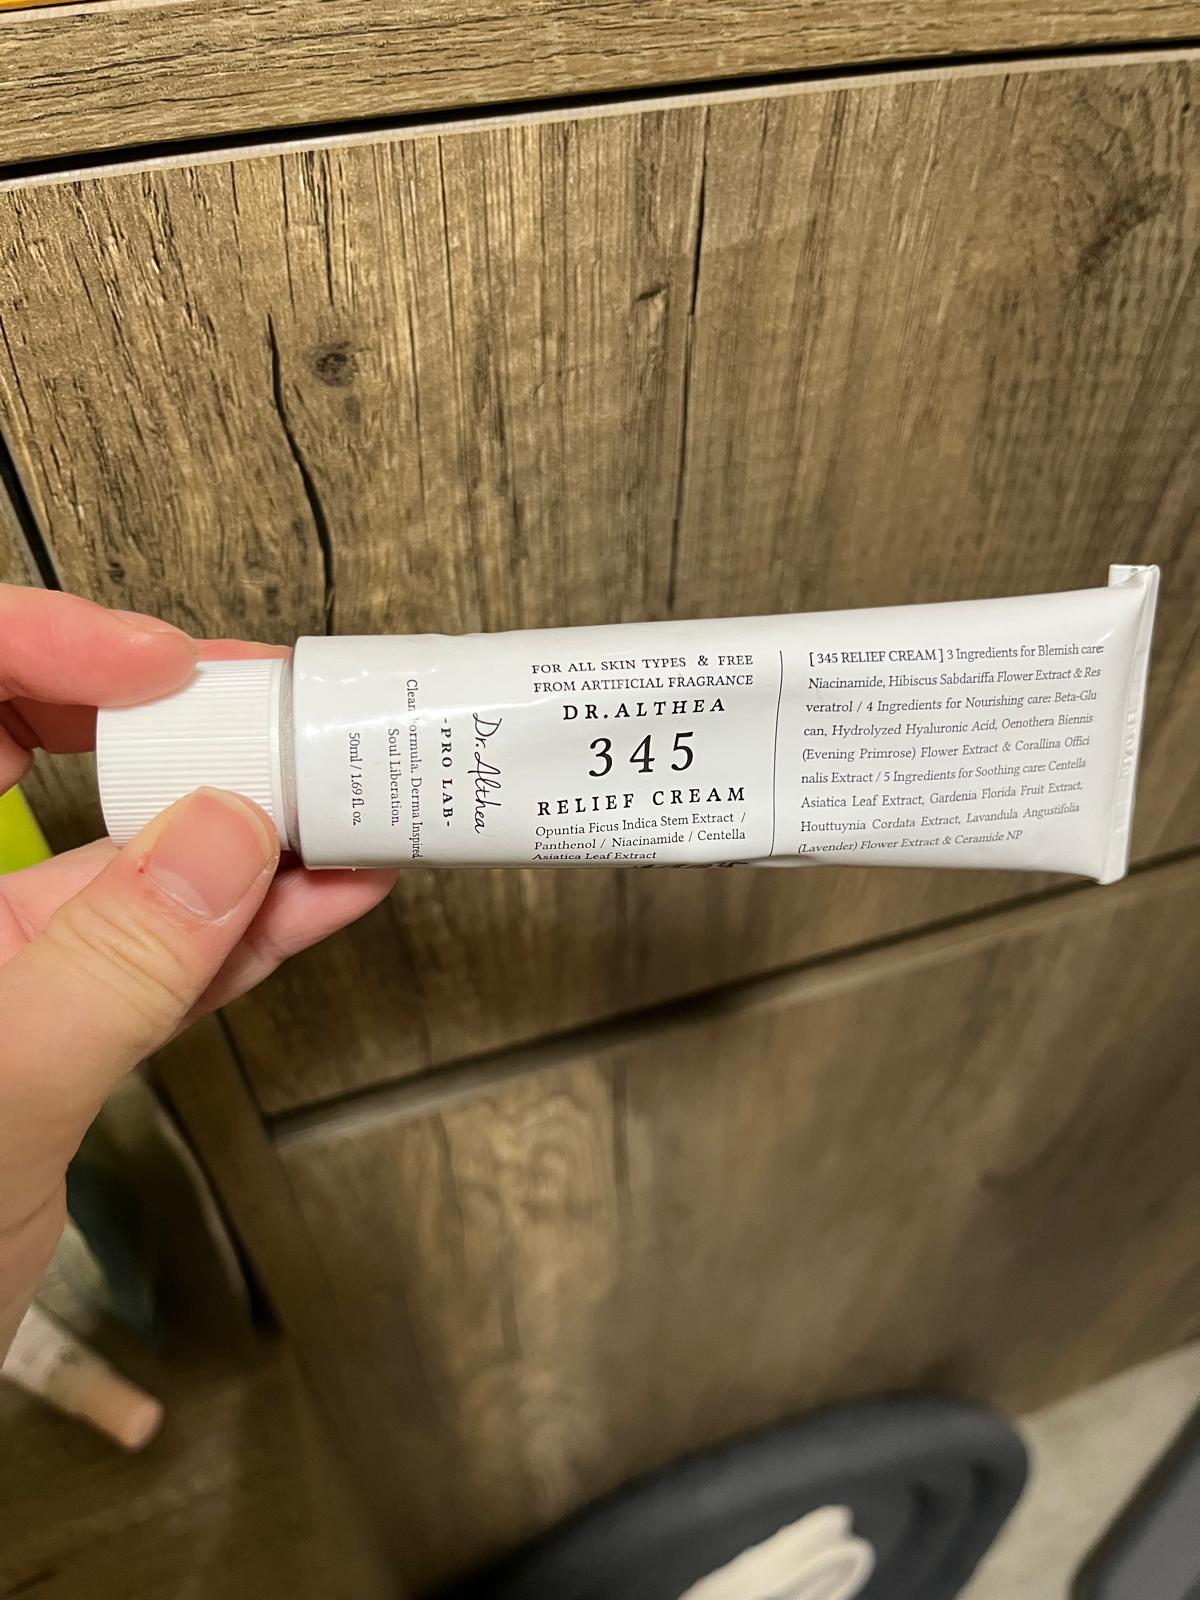 Dr. Althea
-PRO LAB-
Clean Formula. Derma Inspired
Soul Liberation.
50ml / 1.69 fl. oz.
FOR ALL SKIN TYPES & FREE
FROM ARTIFICIAL FRAGRANCE
DR.ALTHEA
345
RELIEF CREAM
Opuntia Ficus Indica Stem Extract /
Panthenol / Niacinamide / Centella
Asiatica Leaf Extract
[ 345 RELIEF CREAM ] 3 Ingredients for Blemish care:
Niacinamide, Hibiscus Sabdariffa Flower Extract & Res
veratrol / 4 Ingredients for Nourishing care: Beta-Glu
can, Hydrolyzed Hyaluronic Acid, Oenothera Biennis
(Evening Primrose) Flower Extract & Corallina Offici
nalis Extract / 5 Ingredients for Soothing care: Centella
Asiatica Leaf Extract, Gardenia Florida Fruit Extract,
Houttuynia Cordata Extract, Lavandula Angustifolia
(Lavender) Flower Extract & Ceramide NP